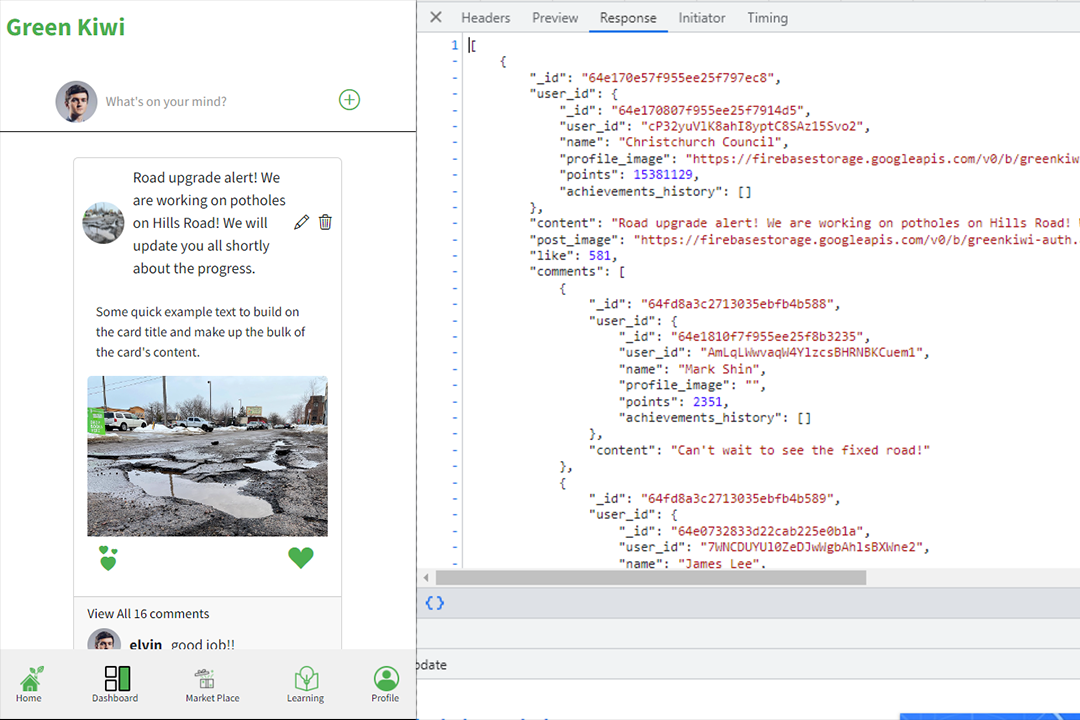 Green Kiwi
What's on your mind?
Road upgrade alert! We
are working on potholes
on Hills Road! We will
update you all shortly
about the progress.
Some quick example text to build on
the card title and make up the bulk of
the card's content.
View All 16 comments
elvin good job!!
Home
Dashboard
Market Place
Learning
Profile
Headers Preview Response Initiator Timing
1 [
{
"_id": "64e170e57f955ee25f797ec8",
"user_id": {
"_id": "64e170807f955ee25f7914d5",
"user_id": "cP32yuVlK8ahI8yptC8SAz15Svo2",
"name": "Christchurch Council",
"profile_image": "https://firebasestorage.googleapis.com/v0/b/greenkiw
"points": 15381129,
"achievements_history": []
},
"content": "Road upgrade alert! We are working on potholes on Hills Road!
"post_image": "https://firebasestorage.googleapis.com/v0/b/greenkiwi-auth.
"like": 581,
"comments": [
{
"_id": "64fd8a3c2713035ebfb4b588",
"user_id": {
"_id": "64e1810f7f955ee25f8b3235",
"user_id": "AmLqLWwvaqW4YlzcsBHRNBKCuem1",
"name": "Mark Shin",
"profile_image": "",
"points": 2351,
"achievements_history": []
},
"content": "Can't wait to see the fixed road!"
},
{
"_id": "64fd8a3c2713035ebfb4b589",
"user_id": {
"_id": "64e0732833d22cab225e0b1a",
"user_id": "7WNCDUYUl0ZeDJwWgbAhlsBXWne2",
"name": "James Lee",
{}
pdate